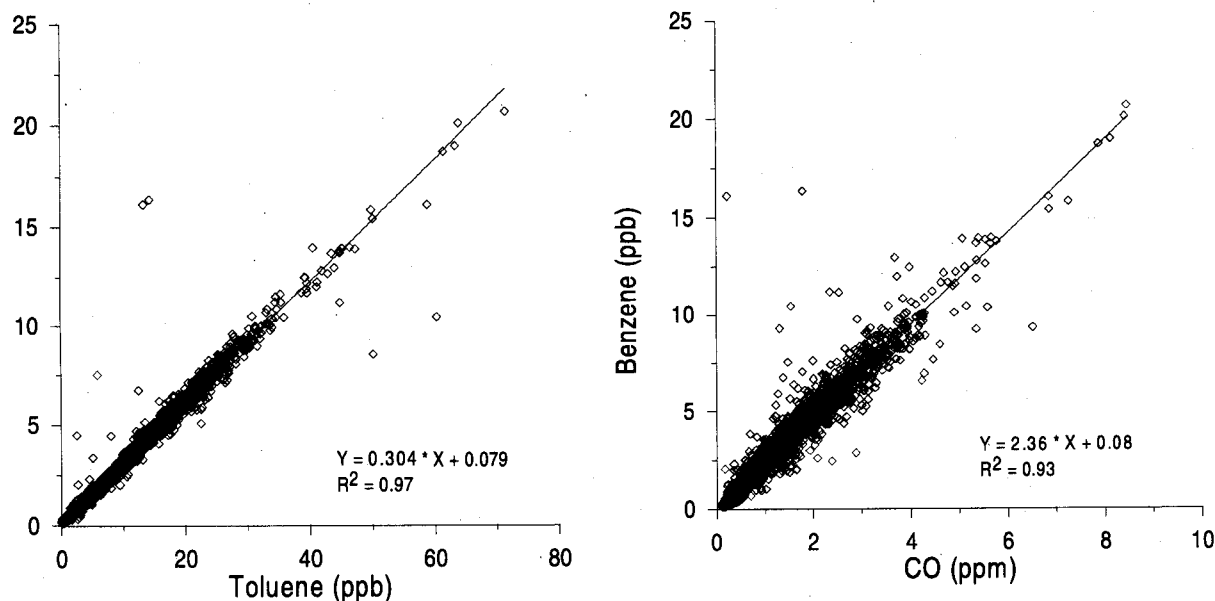 25
20
15
10
5
0
0 20 40 60 80
Toluene (ppb)
Y = 0.304 * X + 0.079
R2 = 0.97
Benzene (ppb)
25
20
15
10
5
0
0 2 4 6 8 10
CO (ppm)
Y = 2.36 * X + 0.08
R2 = 0.93